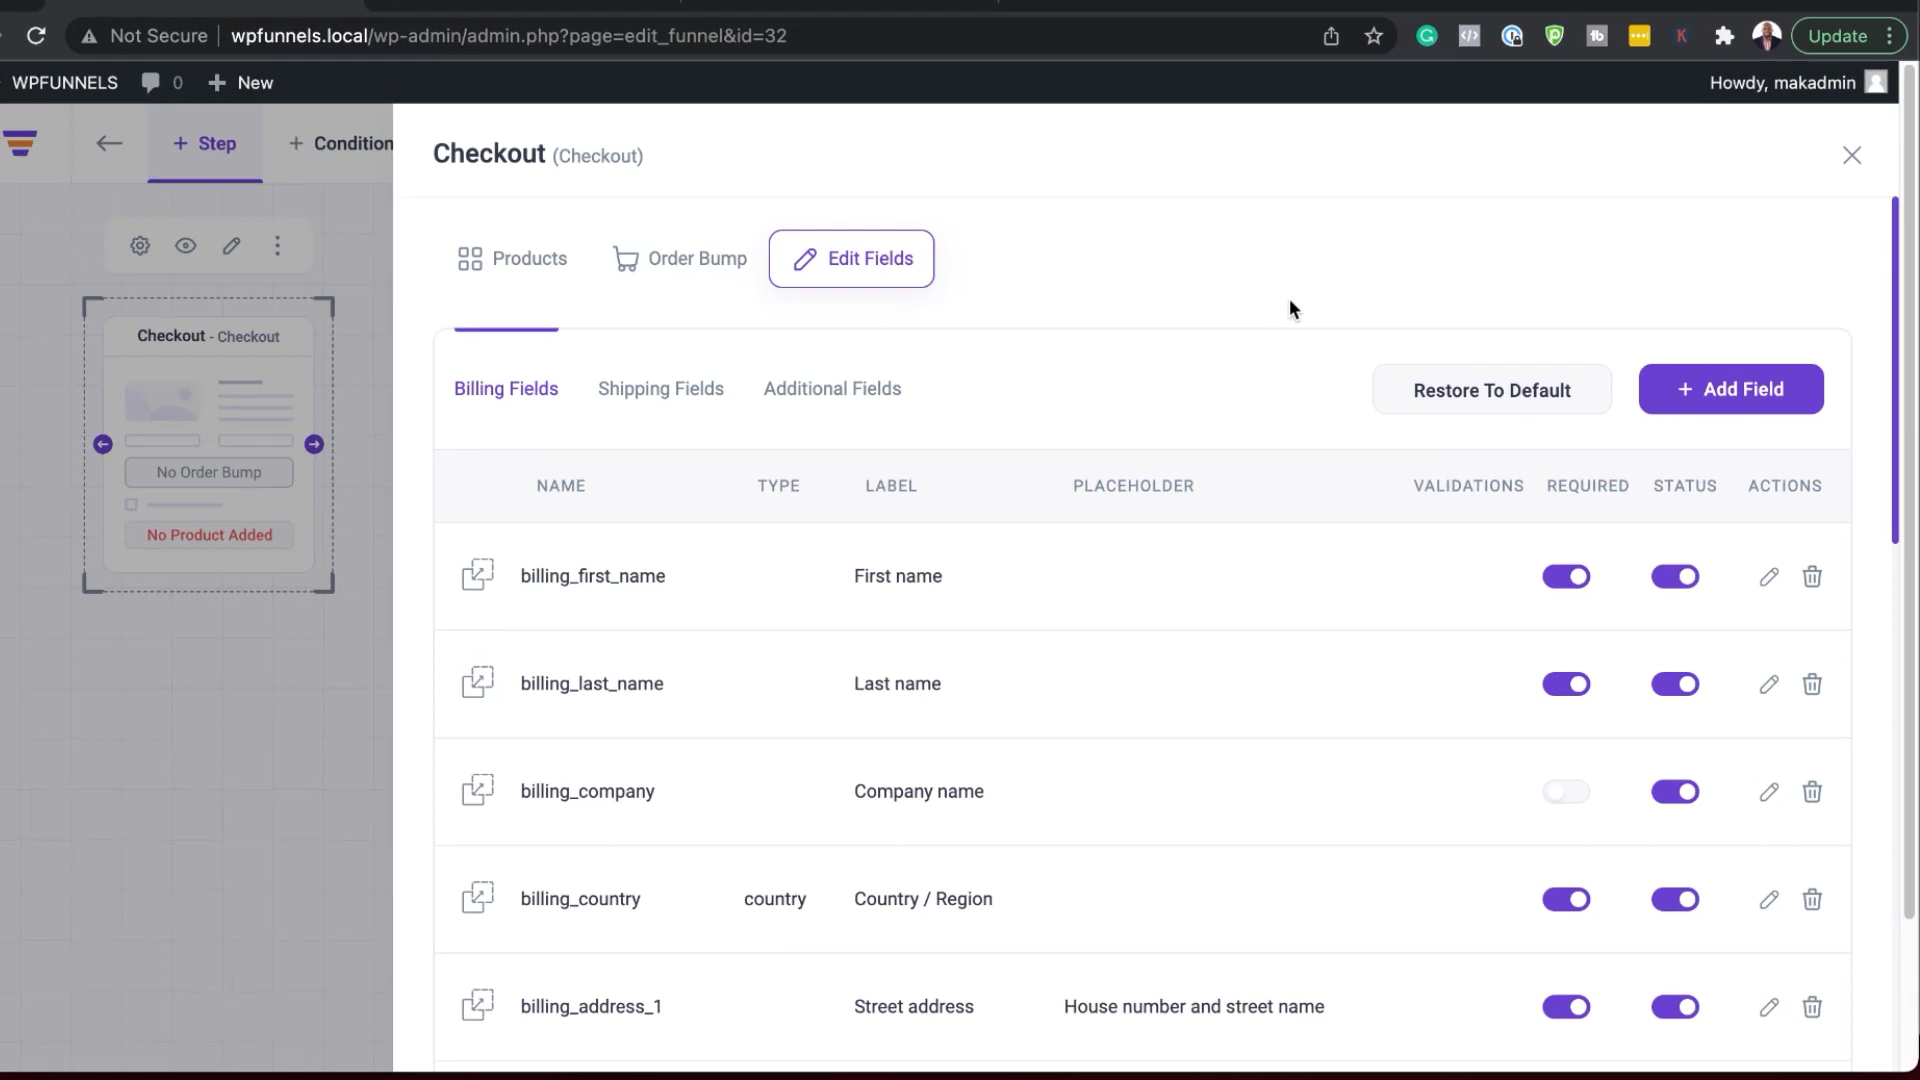 Not Secure
wpfunnels.local/wp-admin/admin.php?page=edit_funnel&id=32
Update
WPFUNNELS
0
New
Howdy, makadmin
+ Step
+ Condition
Checkout (Checkout)
Products
Order Bump
Edit Fields
Checkout - Checkout
No Order Bump
No Product Added
Billing Fields
Shipping Fields
Additional Fields
Restore To Default
+ Add Field
NAME
TYPE
LABEL
PLACEHOLDER
VALIDATIONS
REQUIRED
STATUS
ACTIONS
billing_first_name
First name
billing_last_name
Last name
billing_company
Company name
billing_country
country
Country / Region
billing_address_1
Street address
House number and street name